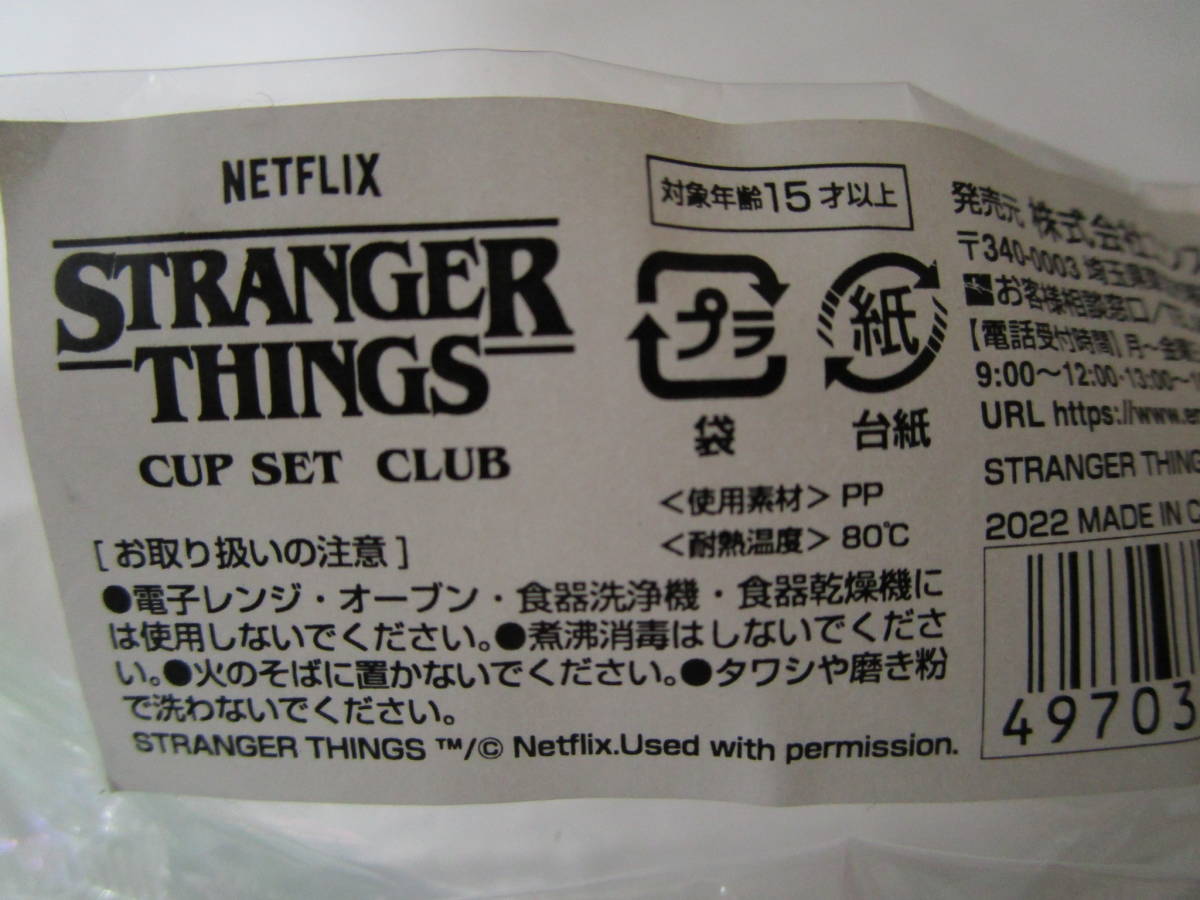 NETFLIX
STRANGER
THINGS
CUP SET CLUB
[お取り扱いの注意]
●電子レンジ・オーブン・食器洗浄機・食器乾燥機に
は使用しないでください。●煮沸消毒はしないでくださ
い。●火のそばに置かないでください。●タワシや磨き粉
で洗わないでください。
STRANGER THINGS ™/© Netflix.Used with permission.
対象年齢15才以上
プラ
袋
紙
台紙
<使用素材> PP
<耐熱温度> 80℃
発売元 株式会社
〒340-0003 埼玉県
お客様相談窓口/
【電話受付時間】月〜金曜
9:00〜12:00・13:00〜
URL https://www.
STRANGER THING
2022 MADE IN C
49703